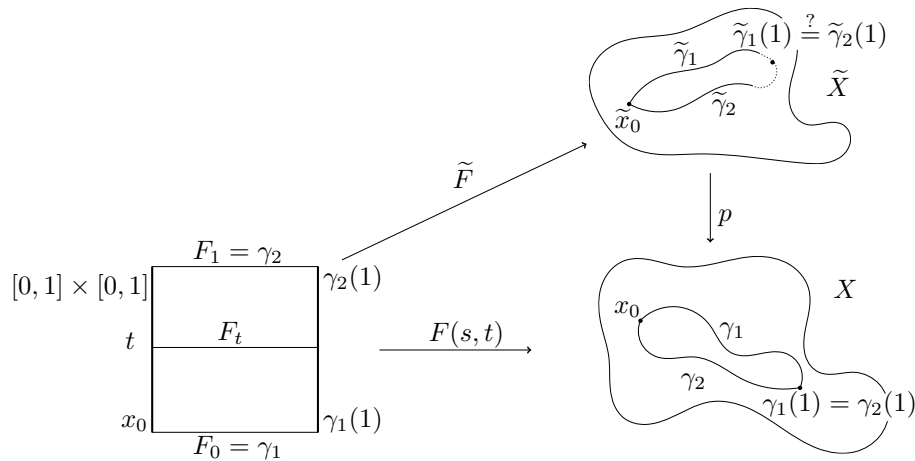 γ̃₁(1) ≟ γ̃₂(1)
γ̃₁
X̃
γ̃₂
x̃₀
F̃
p
F₁ = γ₂
[0, 1] × [0, 1]
γ₂(1)
t
Fₜ
x₀
γ₁(1)
F₀ = γ₁
F(s, t)
X
x₀
γ₁
γ₂
γ₁(1) = γ₂(1)